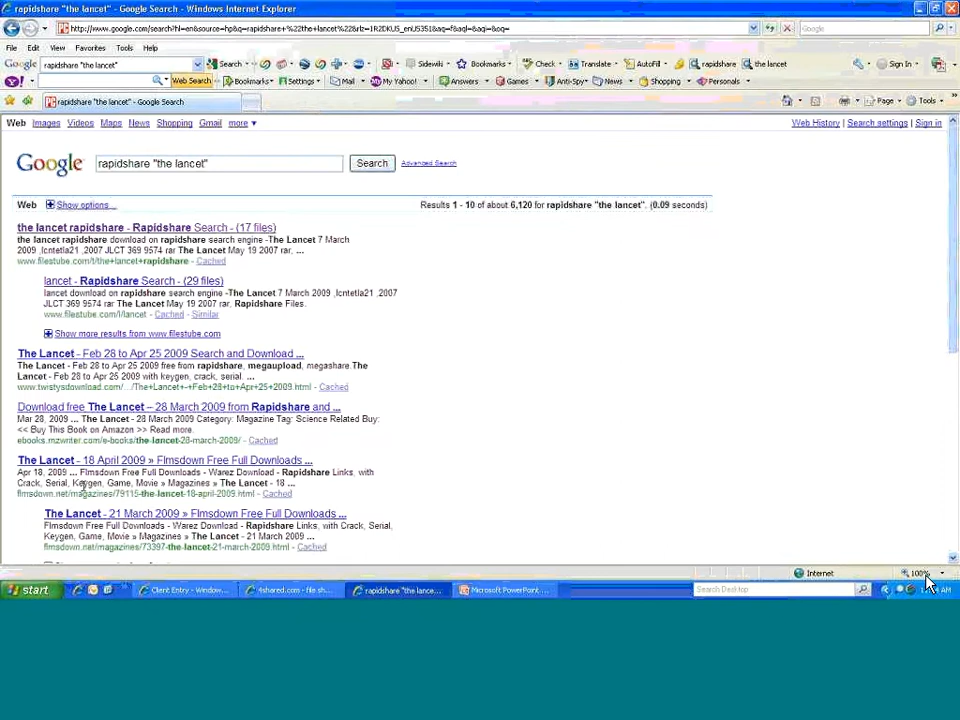 rapidshare "the lancet" - Google Search - Windows Internet Explorer
http://www.google.com/search?hl=en&source=hp&q=rapidshare+%22the+lancet%22&rlz=1R2DKUS_enUS351&aq=f&aql=&aqi=&oq= Google
File Edit View Favorites Tools Help
Google rapidshare "the lancet" Search Sidewiki Bookmarks Check Translate AutoFill rapidshare the lancet Sign In
Y! Web Search Bookmarks Settings Mail My Yahoo! Answers Games Anti-Spy News Shopping Personals
rapidshare "the lancet" - Google Search Page Tools
Web Images Videos Maps News Shopping Gmail more ▼ Web History | Search settings | Sign in
Google rapidshare "the lancet" Search Advanced Search
Web Show options... Results 1 - 10 of about 6,120 for rapidshare "the lancet". (0.09 seconds)
the lancet rapidshare - Rapidshare Search - (17 files)
the lancet rapidshare download on rapidshare search engine -The Lancet 7 March
2009 ,lcntetla21 ,2007 JLCT 369 9574 rar The Lancet May 19 2007 rar, ...
www.filestube.com/t/the+lancet+rapidshare - Cached
lancet - Rapidshare Search - (29 files)
lancet download on rapidshare search engine -The Lancet 7 March 2009 ,lcntetla21 ,2007
JLCT 369 9574 rar The Lancet May 19 2007 rar, Rapidshare Files.
www.filestube.com/l/lancet - Cached - Similar
Show more results from www.filestube.com
The Lancet - Feb 28 to Apr 25 2009 Search and Download ...
The Lancet - Feb 28 to Apr 25 2009 free from rapidshare, megaupload, megashare.The
Lancet - Feb 28 to Apr 25 2009 with keygen, crack, serial. ...
www.twistysdownload.com/.../The+Lancet+-+Feb+28+to+Apr+25+2009.html - Cached
Download free The Lancet – 28 March 2009 from Rapidshare and ...
Mar 28, 2009 ... The Lancet - 28 March 2009 Category: Magazine Tag: Science Related Buy:
<< Buy This Book on Amazon >> Read more.
ebooks.mzwriter.com/e-books/the-lancet-28-march-2009/ - Cached
The Lancet - 18 April 2009 » Flmsdown Free Full Downloads ...
Apr 18, 2009 ... Flmsdown Free Full Downloads - Warez Download - Rapidshare Links, with
Crack, Serial, Keygen, Game, Movie » Magazines » The Lancet - 18 ...
flmsdown.net/magazines/79115-the-lancet-18-april-2009.html - Cached
The Lancet - 21 March 2009 » Flmsdown Free Full Downloads ...
Flmsdown Free Full Downloads - Warez Download - Rapidshare Links, with Crack, Serial,
Keygen, Game, Movie » Magazines » The Lancet - 21 March 2009 ...
flmsdown.net/magazines/73397-the-lancet-21-march-2009.html - Cached
Internet 100%
start Client Entry - Window... 4shared.com - file sh... rapidshare "the lance... Microsoft PowerPoint ... Search Desktop AM